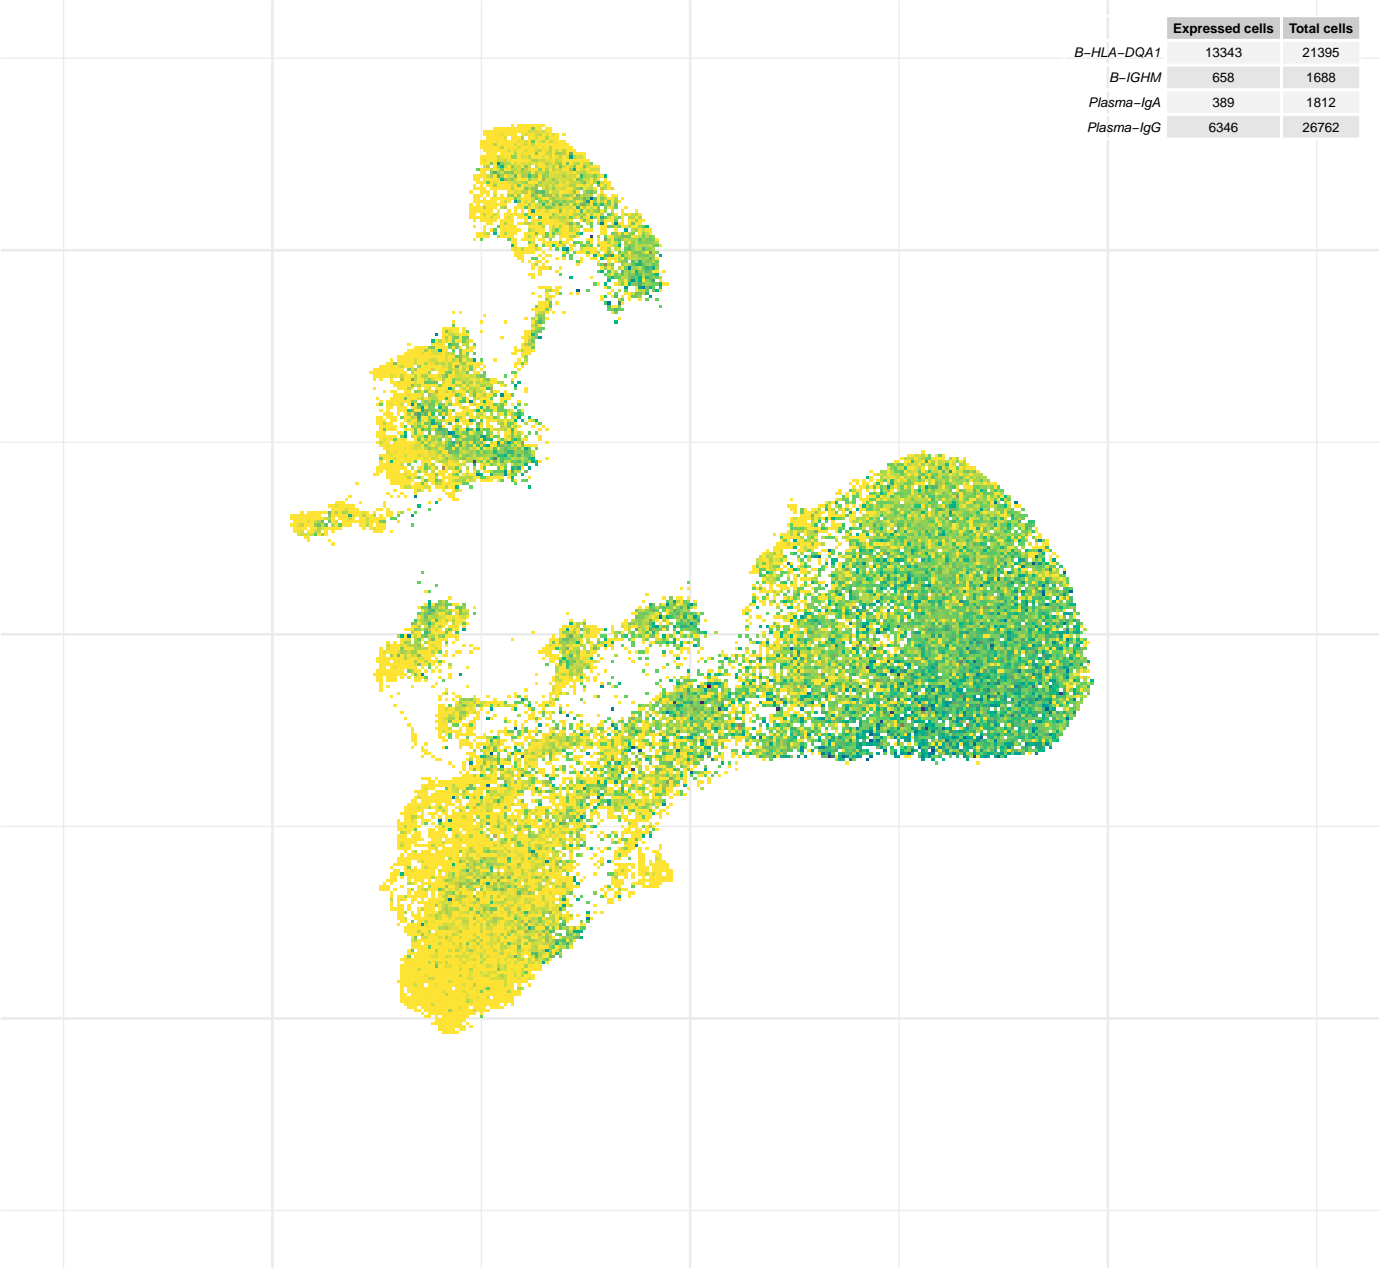 Expressed cells Total cells
B−HLA−DQA1 13343 21395
B−IGHM 658 1688
Plasma−IgA 389 1812
Plasma−IgG 6346 26762